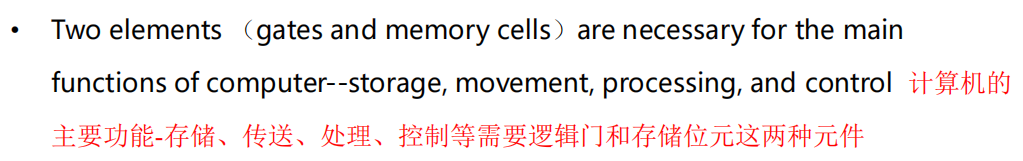 • Two elements （gates and memory cells）are necessary for the main
functions of computer--storage, movement, processing, and control 计算机的
主要功能-存储、传送、处理、控制等需要逻辑门和存储位元这两种元件